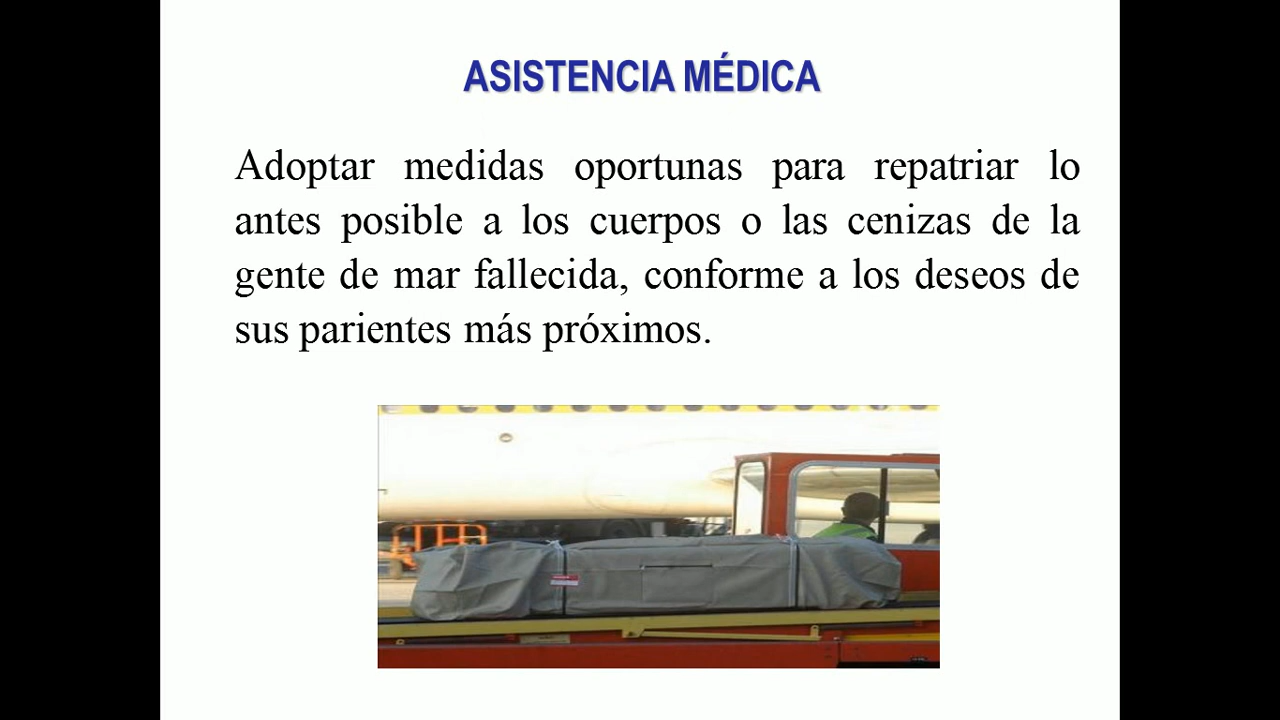 ASISTENCIA MÉDICA
Adoptar medidas oportunas para repatriar lo
antes posible a los cuerpos o las cenizas de la
gente de mar fallecida, conforme a los deseos de
sus parientes más próximos.